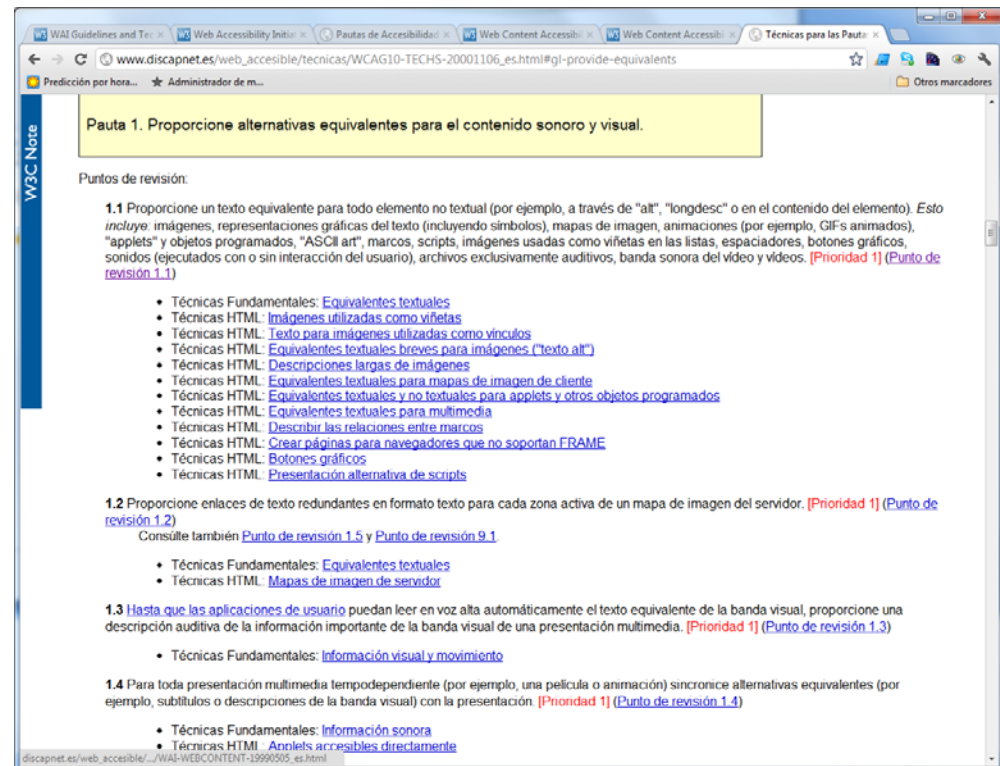 WAI Guidelines and Tec
Web Accessibility Initial
Pautas de Accesibilidad
Web Content Accessibil
Web Content Accessibi
Técnicas para las Pautas
www.discapnet.es/web_accesible/tecnicas/WCAG10-TECHS-20001106_es.html#gl-provide-equivalents
Predicción por hora...
Administrador de m...
Otros marcadores
W3C Note
Pauta 1. Proporcione alternativas equivalentes para el contenido sonoro y visual.
Puntos de revisión:
1.1 Proporcione un texto equivalente para todo elemento no textual (por ejemplo, a través de "alt", "longdesc" o en el contenido del elemento). Esto
incluye: imágenes, representaciones gráficas del texto (incluyendo símbolos), mapas de imagen, animaciones (por ejemplo, GIFs animados),
"applets" y objetos programados, "ASCII art", marcos, scripts, imágenes usadas como viñetas en las listas, espaciadores, botones gráficos,
sonidos (ejecutados con o sin interacción del usuario), archivos exclusivamente auditivos, banda sonora del vídeo y vídeos. [Prioridad 1] (Punto de
revisión 1.1)
• Técnicas Fundamentales: Equivalentes textuales
• Técnicas HTML: Imágenes utilizadas como viñetas
• Técnicas HTML: Texto para imágenes utilizadas como vínculos
• Técnicas HTML: Equivalentes textuales breves para imágenes ("texto alt")
• Técnicas HTML: Descripciones largas de imágenes
• Técnicas HTML: Equivalentes textuales para mapas de imagen de cliente
• Técnicas HTML: Equivalentes textuales y no textuales para applets y otros objetos programados
• Técnicas HTML: Equivalentes textuales para multimedia
• Técnicas HTML: Describir las relaciones entre marcos
• Técnicas HTML: Crear páginas para navegadores que no soportan FRAME
• Técnicas HTML: Botones gráficos
• Técnicas HTML: Presentación alternativa de scripts
1.2 Proporcione enlaces de texto redundantes en formato texto para cada zona activa de un mapa de imagen del servidor. [Prioridad 1] (Punto de
revisión 1.2)
Consúlte también Punto de revisión 1.5 y Punto de revisión 9.1.
• Técnicas Fundamentales: Equivalentes textuales
• Técnicas HTML: Mapas de imagen de servidor
1.3 Hasta que las aplicaciones de usuario puedan leer en voz alta automáticamente el texto equivalente de la banda visual, proporcione una
descripción auditiva de la información importante de la banda visual de una presentación multimedia. [Prioridad 1] (Punto de revisión 1.3)
• Técnicas Fundamentales: Información visual y movimiento
1.4 Para toda presentación multimedia tempodependiente (por ejemplo, una película o animación) sincronice alternativas equivalentes (por
ejemplo, subtítulos o descripciones de la banda visual) con la presentación. [Prioridad 1] (Punto de revisión 1.4)
• Técnicas Fundamentales: Información sonora
• Técnicas HTML: Applets accesibles directamente
discapnet.es/web_accesible/.../WAI-WEBCONTENT-19990505_es.html